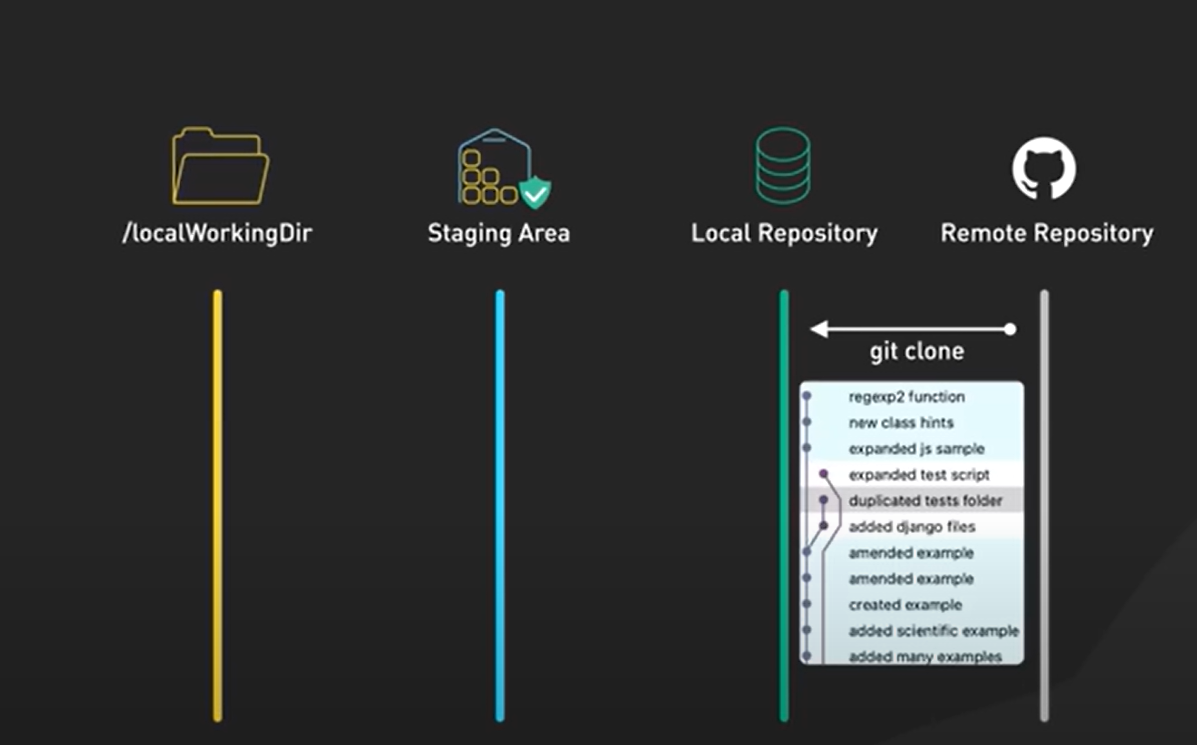 /localWorkingDir
Staging Area
Local Repository
Remote Repository
git clone
regexp2 function
new class hints
expanded js sample
expanded test script
duplicated tests folder
added django files
amended example
amended example
created example
added scientific example
added many examples